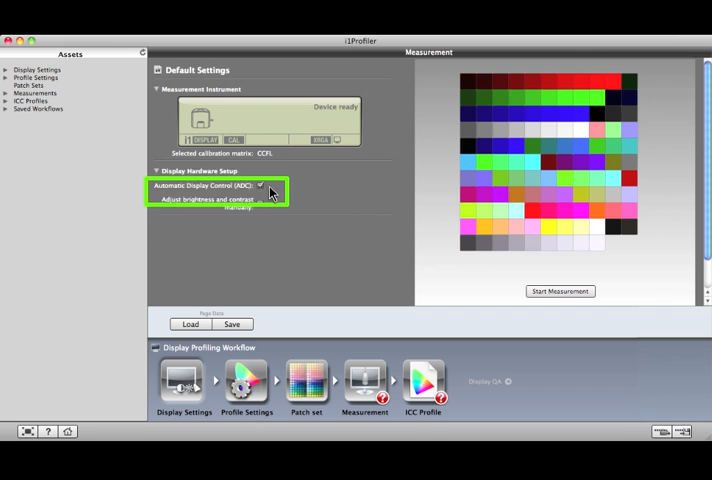 i1Profiler
Assets
Measurement
Display Settings
Profile Settings
Patch Sets
Measurements
ICC Profiles
Saved Workflows
Default Settings
Measurement Instrument
Device ready
i1 DISPLAY CAL
Selected calibration matrix: CCFL
Display Hardware Setup
Automatic Display Control (ADC):
Adjust brightness and contrast
manually:
Start Measurement
Page Data
Load Save
Display Profiling Workflow
Display QA
Display Settings Profile Settings Patch set Measurement ICC Profile